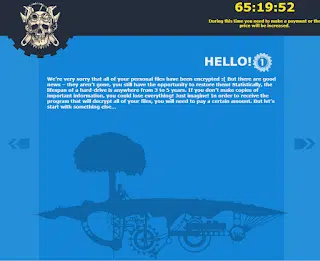 65:19:52
During this time you need to make a payment or the
price will be increased.
HELLO! 1
We're very sorry that all of your personal files have been encrypted :( But there are good
news - they aren't gone, you still have the opportunity to restore them! Statistically, the
lifespan of a hard-drive is anywhere from 3 to 5 years. If you don't make copies of
important information, you could lose everything! Just imagine! In order to receive the
program that will decrypt all of your files, you will need to pay a certain amount. But let's
start with something else...